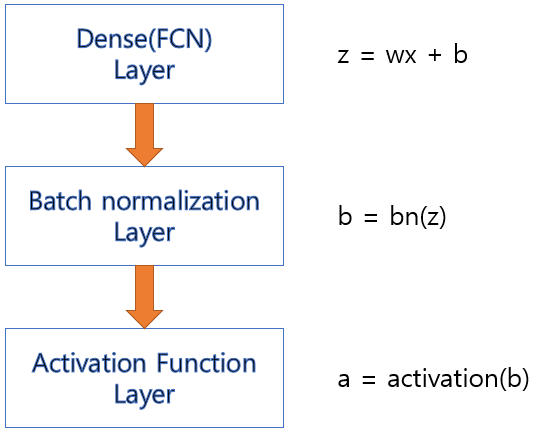 Dense(FCN)
Layer
z = wx + b
Batch normalization
Layer
b = bn(z)
Activation Function
Layer
a = activation(b)